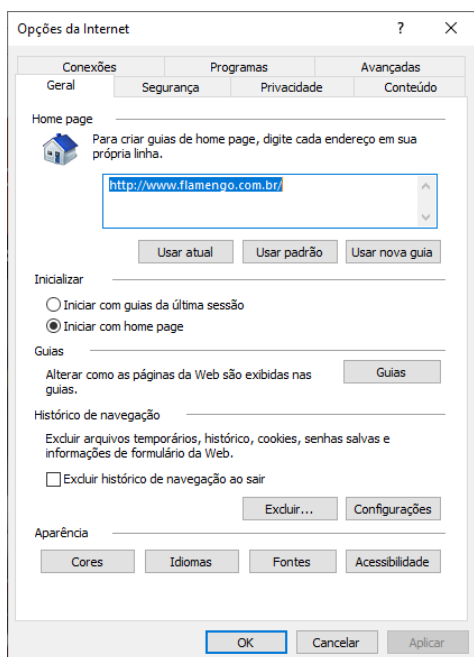 Opções da Internet
?
Conexões
Programas
Avançadas
Geral
Segurança
Privacidade
Conteúdo
Home page
Para criar guias de home page, digite cada endereço em sua
própria linha.
http://www.flamengo.com.br/
Usar atual
Usar padrão
Usar nova guia
Inicializar
Iniciar com guias da última sessão
Iniciar com home page
Guias
Alterar como as páginas da Web são exibidas nas
guias.
Guias
Histórico de navegação
Excluir arquivos temporários, histórico, cookies, senhas salvas e
informações de formulário da Web.
Excluir histórico de navegação ao sair
Excluir...
Configurações
Aparência
Cores
Idiomas
Fontes
Acessibilidade
OK
Cancelar
Aplicar